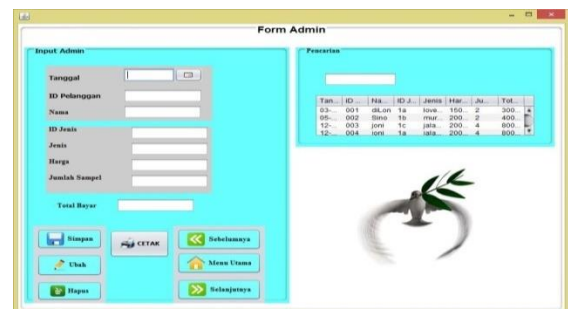 Form Admin
Input Admin
Tanggal
ID Pelanggan
Nama
ID Jenis
Jenis
Harga
Jumlah Sampel
Total Bayar
Simpan
CETAK
Sebelumnya
Ubah
Menu Utama
Hapus
Selanjutnya
Pencarian
Tan... ID ... Na... ID J... Jenis Har... Ju... Tot...
03-... 001 diLon 1a love... 150... 2 300...
05-... 002 Sino 1b mur... 200... 2 400...
12-... 003 joni 1c jala... 200... 4 800...
12-... 004 ioni 1a lala... 200... 4 800...